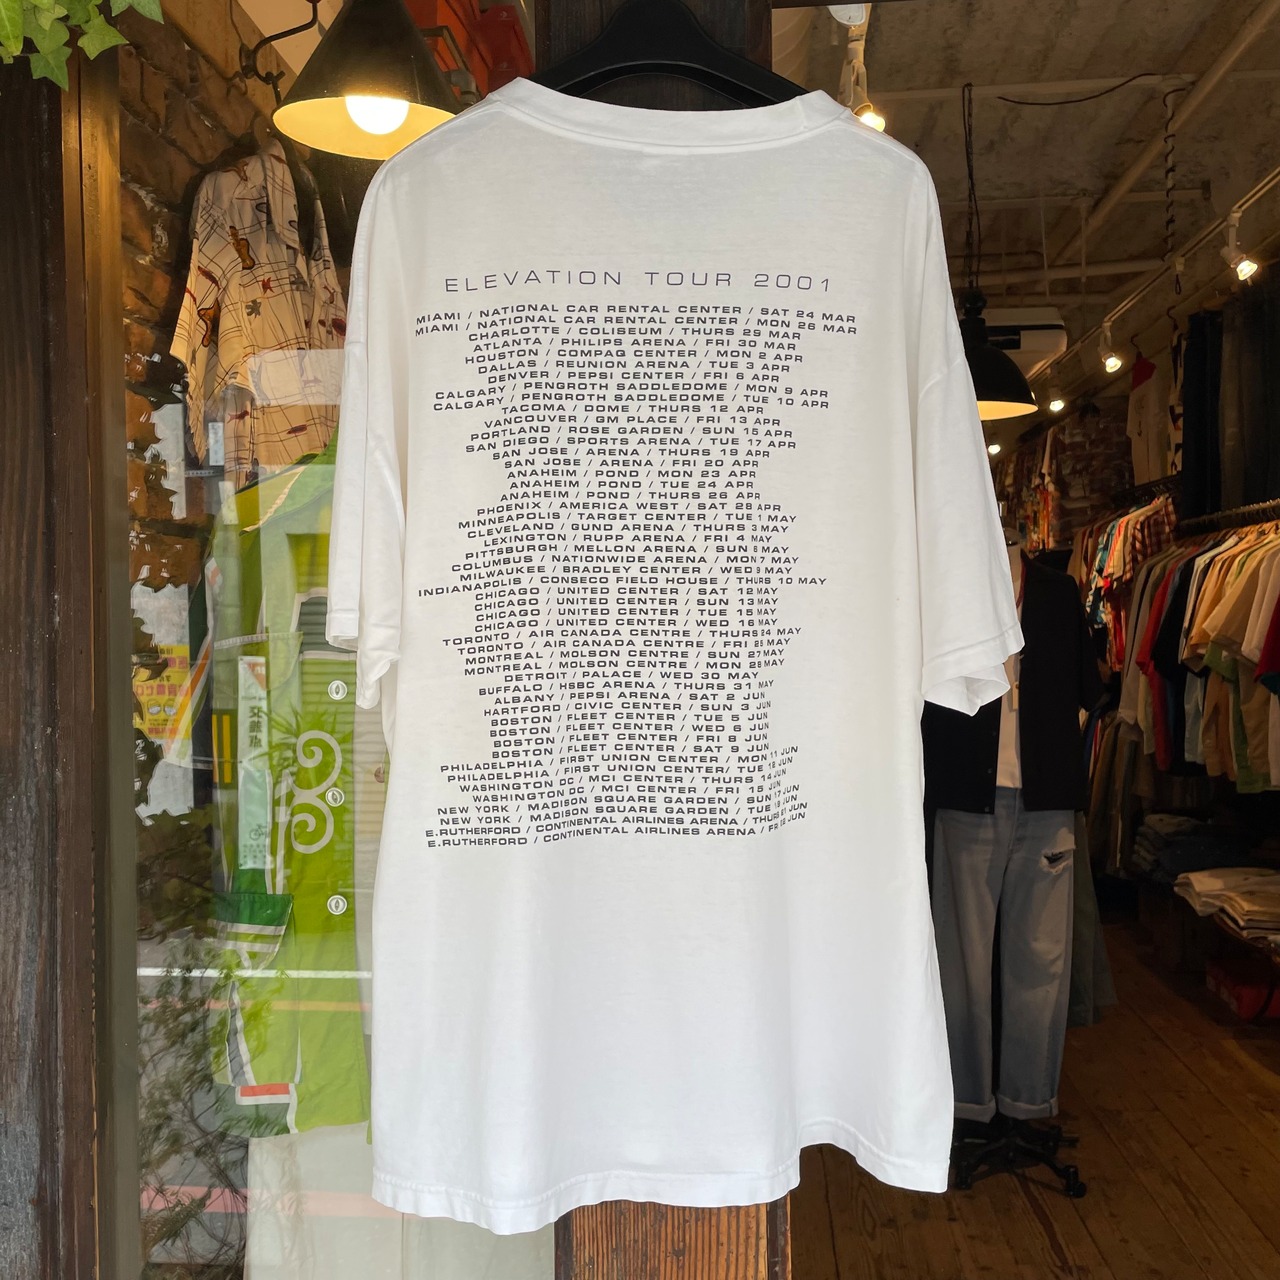 ELEVATION TOUR 2001
MIAMI / NATIONAL CAR RENTAL CENTER / SAT 24 MAR
MIAMI / NATIONAL CAR RENTAL CENTER / MON 26 MAR
CHARLOTTE / COLISEUM / THURS 29 MAR
ATLANTA / PHILIPS ARENA / FRI 30 MAR
HOUSTON / COMPAQ CENTER / MON 2 APR
DALLAS / REUNION ARENA / TUE 3 APR
DENVER / PEPSI CENTER / FRI 6 APR
CALGARY / PENGROTH SADDLEDOME / MON 9 APR
CALGARY / PENGROTH SADDLEDOME / TUE 10 APR
TACOMA / DOME / THURS 12 APR
VANCOUVER / GM PLACE / FRI 13 APR
PORTLAND / ROSE GARDEN / SUN 15 APR
SAN DIEGO / SPORTS ARENA / TUE 17 APR
SAN JOSE / ARENA / THURS 19 APR
SAN JOSE / ARENA / FRI 20 APR
ANAHEIM / POND / MON 23 APR
ANAHEIM / POND / TUE 24 APR
ANAHEIM / POND / THURS 26 APR
PHOENIX / AMERICA WEST / SAT 28 APR
MINNEAPOLIS / TARGET CENTER / TUE 1 MAY
CLEVELAND / GUND ARENA / THURS 3 MAY
LEXINGTON / RUPP ARENA / FRI 4 MAY
PITTSBURGH / MELLON ARENA / SUN 6 MAY
COLUMBUS / NATIONWIDE ARENA / MON 7 MAY
MILWAUKEE / BRADLEY CENTER / WED 9 MAY
INDIANAPOLIS / CONSECO FIELD HOUSE / THURS 10 MAY
CHICAGO / UNITED CENTER / SAT 12 MAY
CHICAGO / UNITED CENTER / SUN 13 MAY
CHICAGO / UNITED CENTER / TUE 15 MAY
CHICAGO / UNITED CENTER / WED 16 MAY
TORONTO / AIR CANADA CENTRE / THURS 24 MAY
TORONTO / AIR CANADA CENTRE / FRI 25 MAY
MONTREAL / MOLSON CENTRE / SUN 27 MAY
MONTREAL / MOLSON CENTRE / MON 28 MAY
DETROIT / PALACE / WED 30 MAY
BUFFALO / HSBC ARENA / THURS 31 MAY
ALBANY / PEPSI ARENA / SAT 2 JUN
HARTFORD / CIVIC CENTER / SUN 3 JUN
BOSTON / FLEET CENTER / TUE 5 JUN
BOSTON / FLEET CENTER / WED 6 JUN
BOSTON / FLEET CENTER / FRI 8 JUN
BOSTON / FLEET CENTER / SAT 9 JUN
PHILADELPHIA / FIRST UNION CENTER / MON 11 JUN
PHILADELPHIA / FIRST UNION CENTER / TUE 12 JUN
WASHINGTON DC / MCI CENTER / THURS 14 JUN
WASHINGTON DC / MCI CENTER / FRI 15 JUN
NEW YORK / MADISON SQUARE GARDEN / SUN 17 JUN
NEW YORK / MADISON SQUARE GARDEN / TUE JUN
E.RUTHERFORD / CONTINENTAL AIRLINES ARENA / THURS 21 JUN
E.RUTHERFORD / CONTINENTAL AIRLINES ARENA / FRI 22 JUN